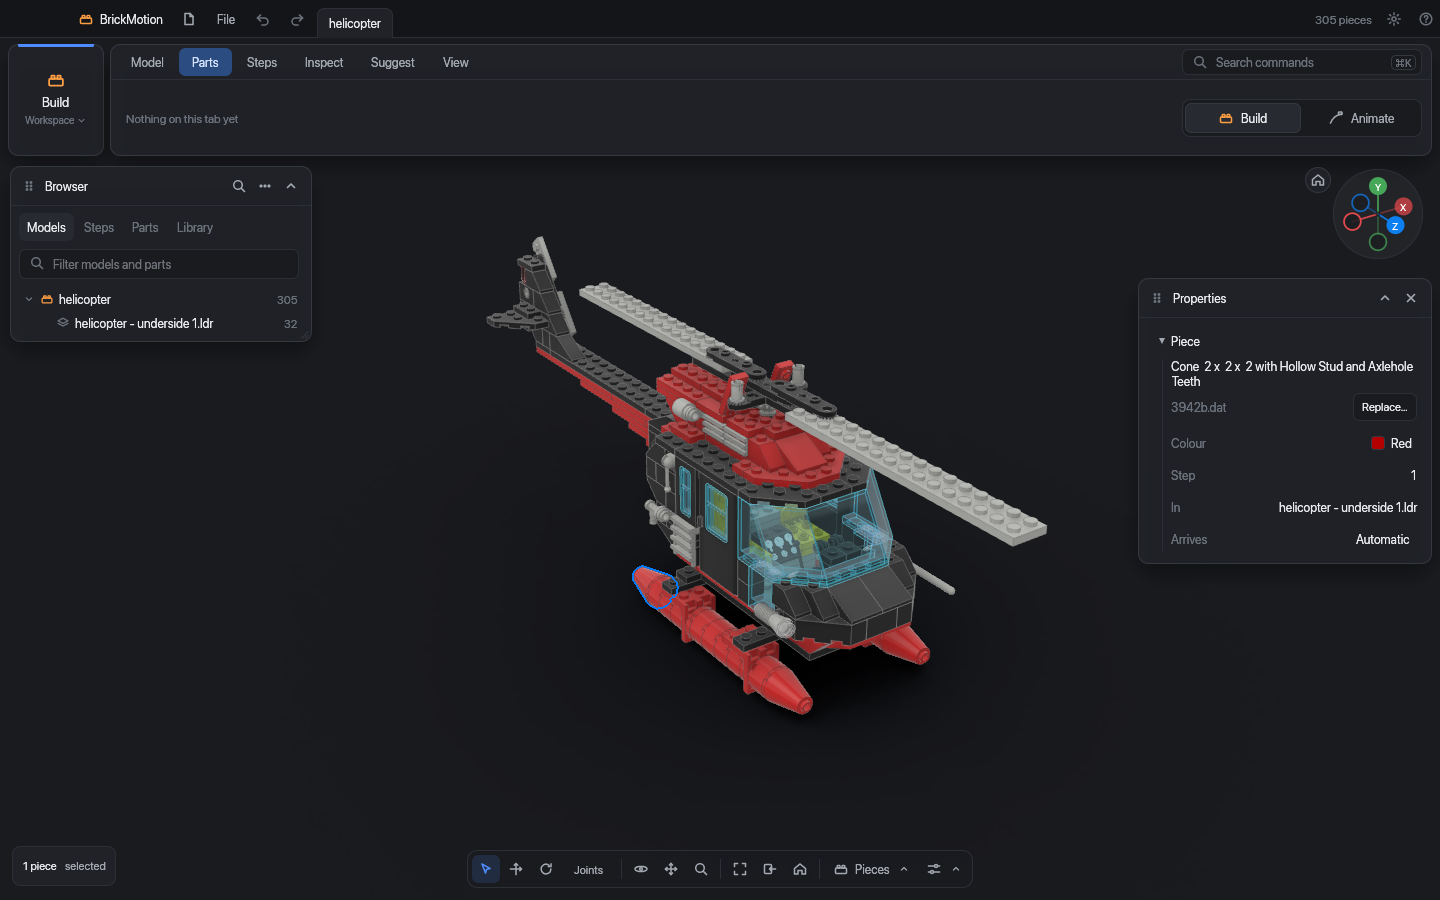 BrickMotion File helicopter 305 pieces
Model Parts Steps Inspect Suggest View Search commands ⌘K
Build
Workspace
Nothing on this tab yet
Build Animate
Browser
Models Steps Parts Library
Filter models and parts
helicopter 305
helicopter - underside 1.ldr 32
Y
X
Z
Properties
Piece
Cone 2 x 2 x 2 with Hollow Stud and Axlehole
Teeth
3942b.dat Replace...
Colour Red
Step 1
In helicopter - underside 1.ldr
Arrives Automatic
1 piece selected
Joints Pieces